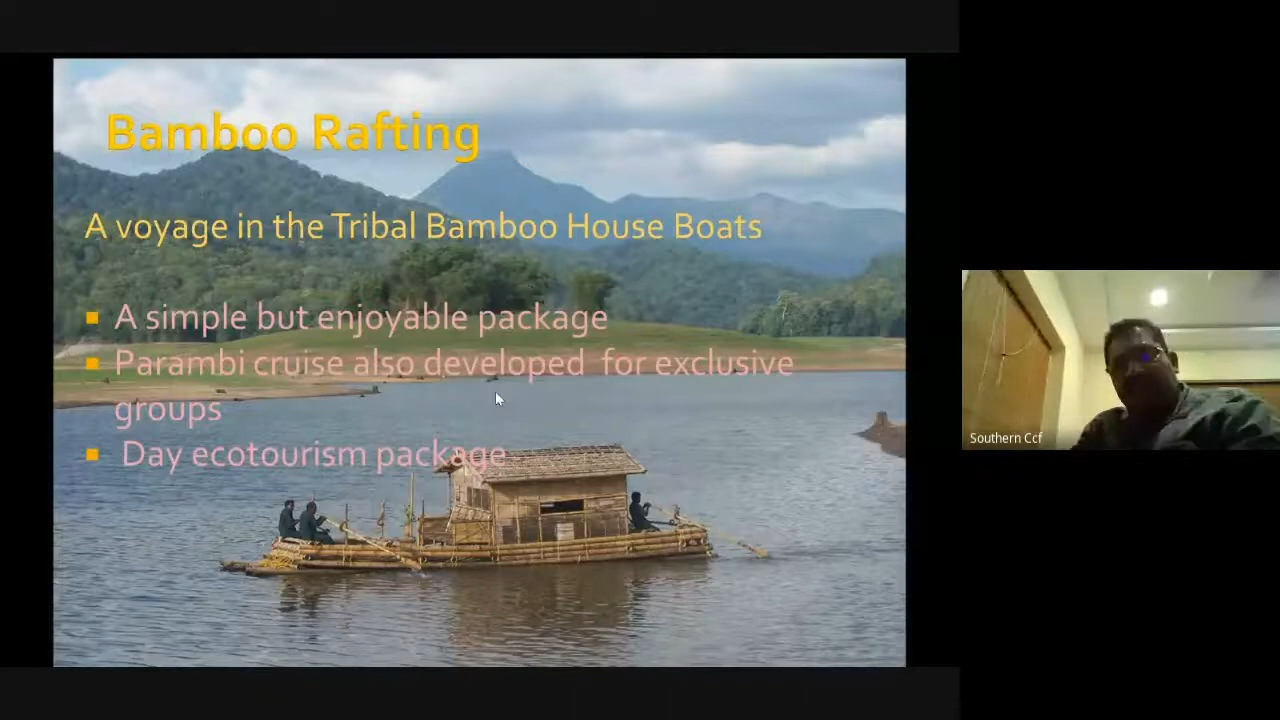 Bamboo Rafting
A voyage in the Tribal Bamboo House Boats
A simple but enjoyable package
Parambi cruise also developed for exclusive
groups
Day ecotourism package
Southern Ccf